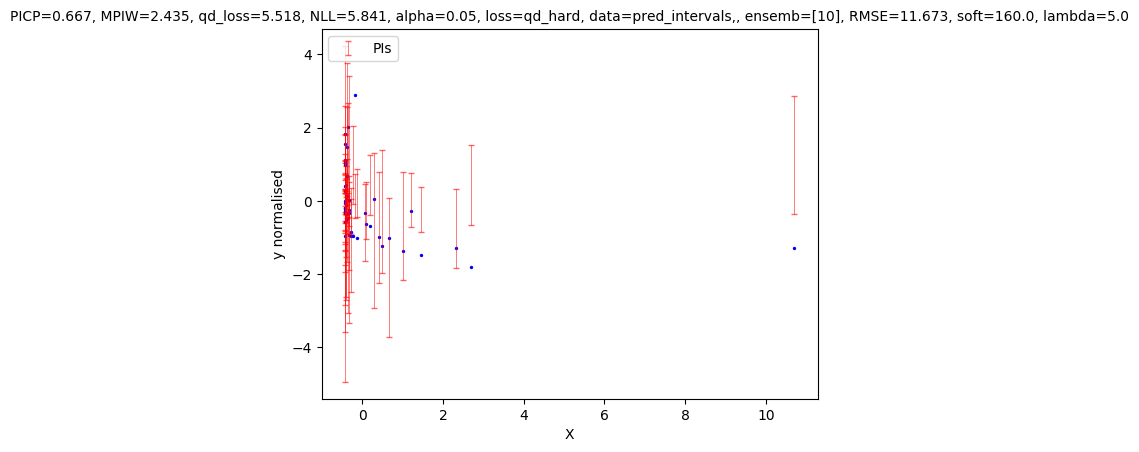 PICP=0.667, MPIW=2.435, qd_loss=5.518, NLL=5.841, alpha=0.05, loss=qd_hard, data=pred_intervals,, ensemb=[10], RMSE=11.673, soft=160.0, lambda=5.0
PIs
4
2
0
−2
−4
y normalised
0 2 4 6 8 10
X